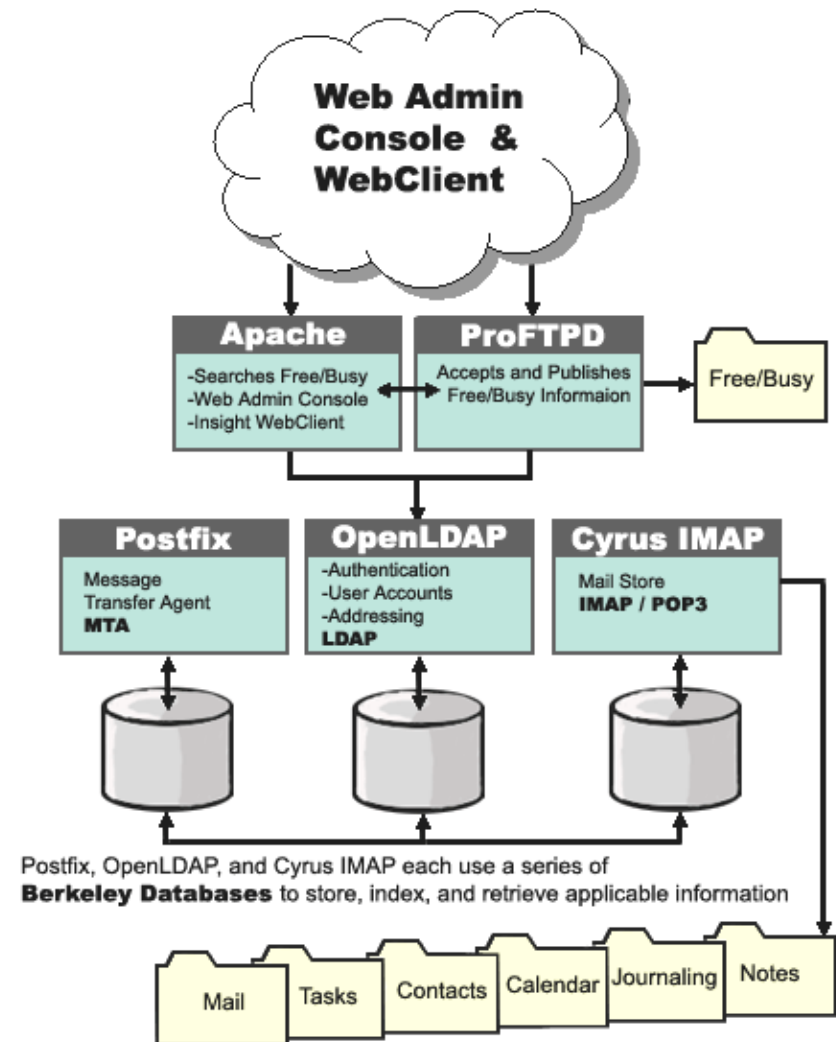 Web Admin
Console &
WebClient
Apache
-Searches Free/Busy
-Web Admin Console
-Insight WebClient
ProFTPD
Accepts and Publishes
Free/Busy Informaion
Free/Busy
Postfix
Message
Transfer Agent
MTA
OpenLDAP
-Authentication
-User Accounts
-Addressing
LDAP
Cyrus IMAP
Mail Store
IMAP / POP3
Postfix, OpenLDAP, and Cyrus IMAP each use a series of
Berkeley Databases to store, index, and retrieve applicable information
Mail
Tasks
Contacts
Calendar
Journaling
Notes